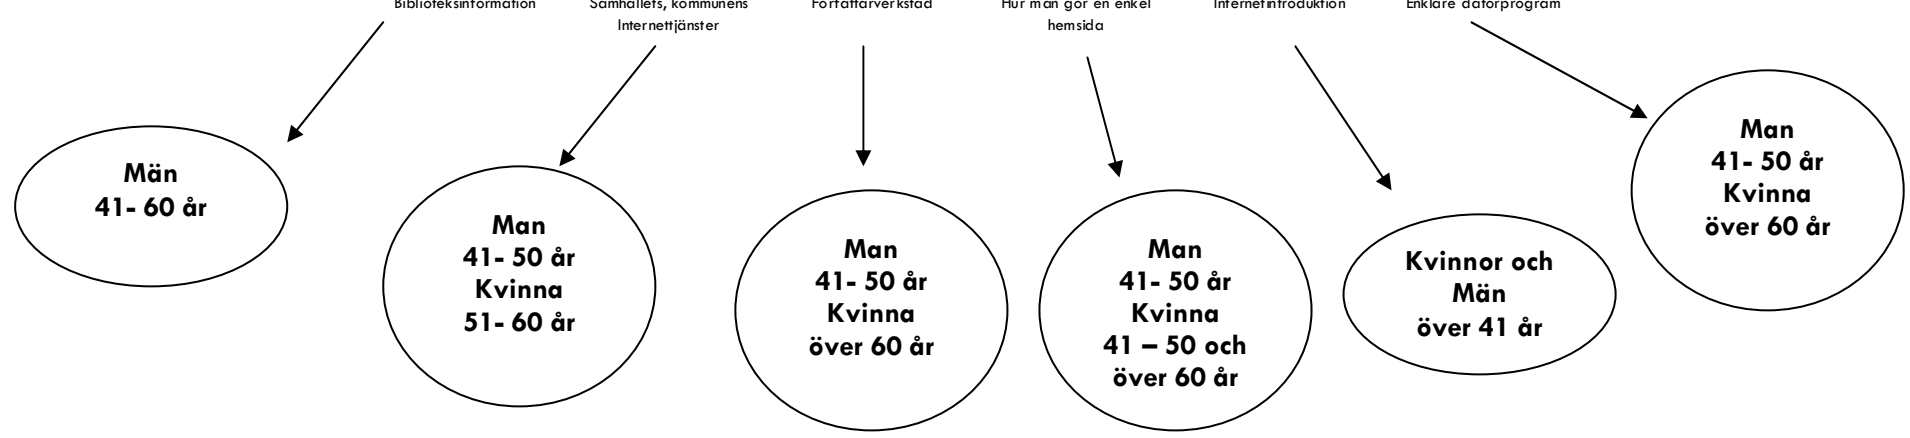 Biblioteksinformation
Samhällets, kommunens
Internettjänster
Författarverkstad
Hur man gör en enkel
hemsida
Internetintroduktion
Enklare datorprogram
Män
41- 60 år
Man
41- 50 år
Kvinna
51- 60 år
Man
41- 50 år
Kvinna
över 60 år
Man
41- 50 år
Kvinna
41 – 50 och
över 60 år
Kvinnor och
Män
över 41 år
Man
41- 50 år
Kvinna
över 60 år